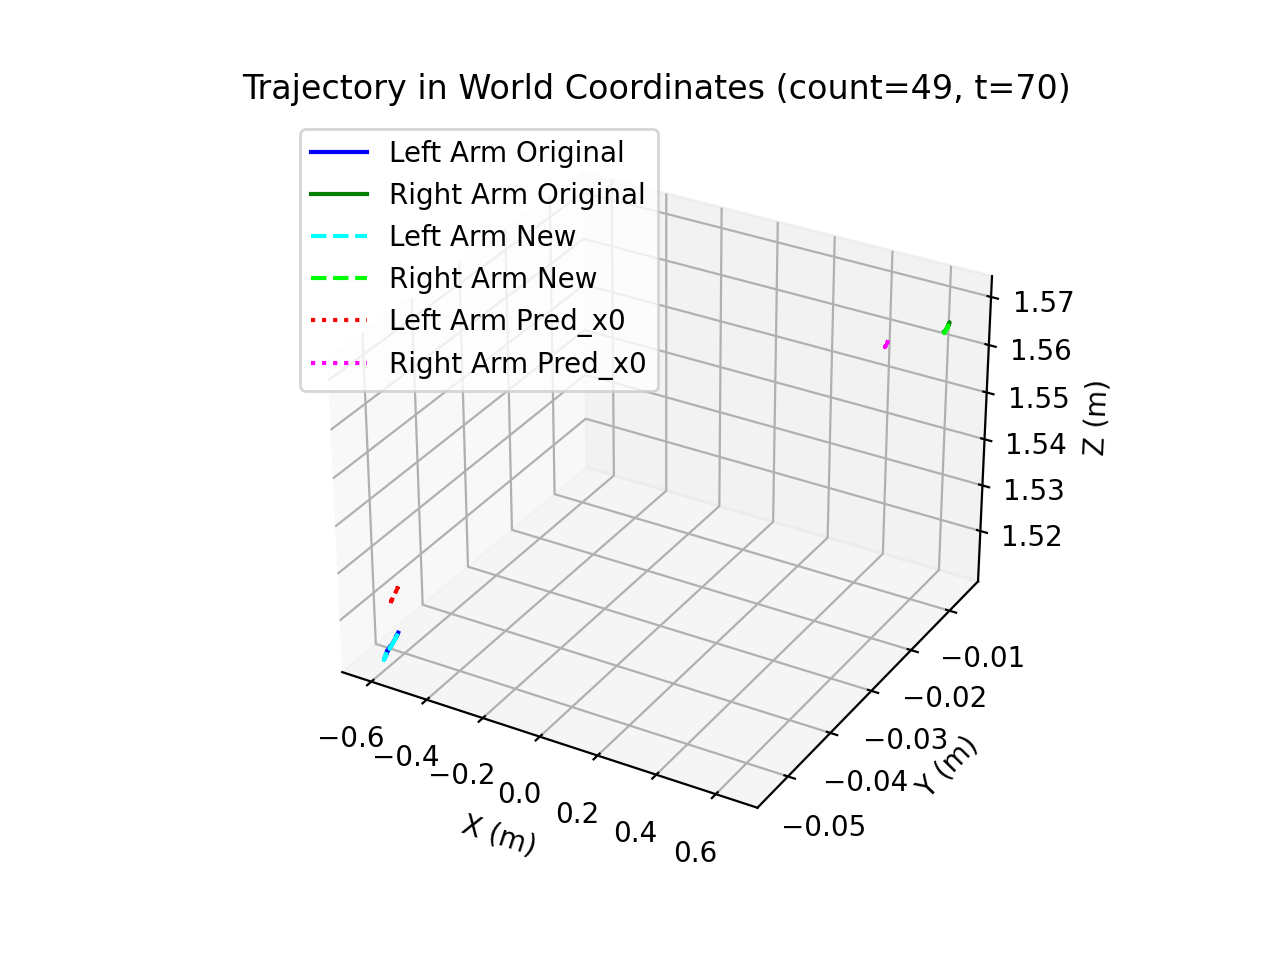 Trajectory in World Coordinates (count=49, t=70)
Left Arm Original
Right Arm Original
Left Arm New
Right Arm New
Left Arm Pred_x0
Right Arm Pred_x0
1.57
1.56
1.55
1.54
1.53
1.52
Z (m)
−0.01
−0.02
−0.03
−0.04
−0.05
Y (m)
−0.6
−0.4
−0.2
0.0
0.2
0.4
0.6
X (m)